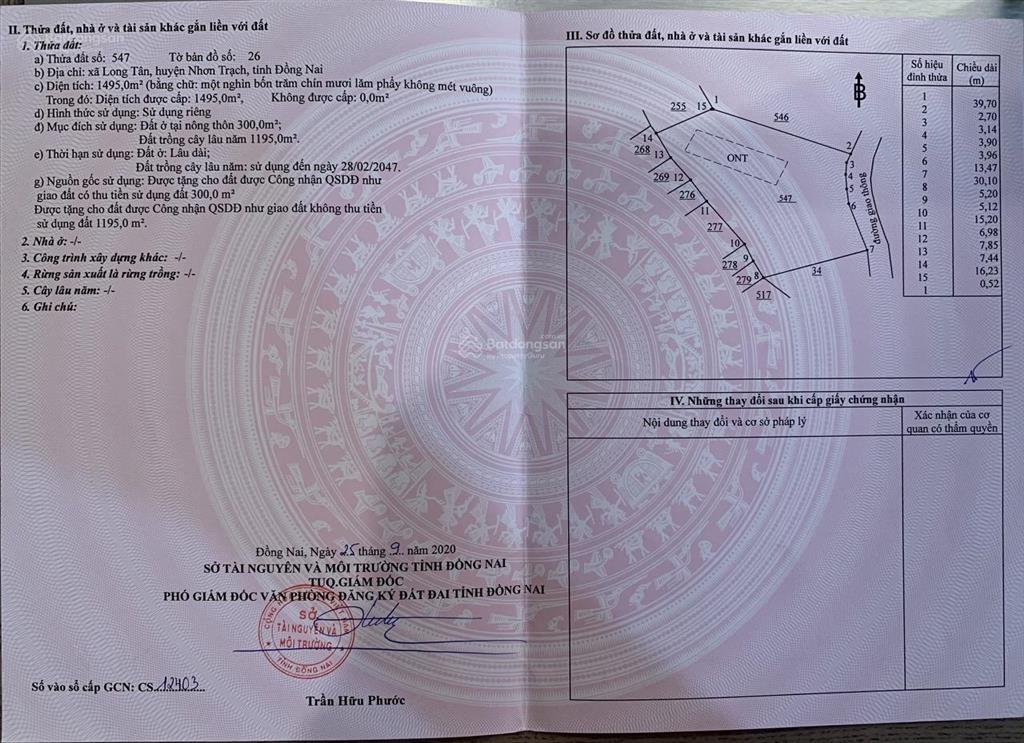 II. Thửa đất, nhà ở và tài sản khác gắn liền với đất
1. Thửa đất:
a) Thửa đất số: 547 Tờ bản đồ số: 26
b) Địa chỉ: xã Long Tân, huyện Nhơn Trạch, tỉnh Đồng Nai
c) Diện tích: 1495,0m² (bằng chữ: một nghìn bốn trăm chín mươi lăm phẩy không mét vuông)
Trong đó: Diện tích được cấp: 1495,0m², Không được cấp: 0,0m²
d) Hình thức sử dụng: Sử dụng riêng
đ) Mục đích sử dụng: Đất ở tại nông thôn 300,0m²;
Đất trồng cây lâu năm 1195,0m².
e) Thời hạn sử dụng: Đất ở: Lâu dài;
Đất trồng cây lâu năm: sử dụng đến ngày 28/02/2047.
g) Nguồn gốc sử dụng: Được tặng cho đất được Công nhận QSDĐ như
giao đất có thu tiền sử dụng đất 300,0 m²
Được tặng cho đất được Công nhận QSDĐ như giao đất không thu tiền
sử dụng đất 1195,0 m².
2. Nhà ở: -/-
3. Công trình xây dựng khác: -/-
4. Rừng sản xuất là rừng trồng: -/-
5. Cây lâu năm: -/-
6. Ghi chú:
Đồng Nai, Ngày 25 tháng 9 năm 2020
SỞ TÀI NGUYÊN VÀ MÔI TRƯỜNG TỈNH ĐỒNG NAI
TUQ.GIÁM ĐỐC
PHÓ GIÁM ĐỐC VĂN PHÒNG ĐĂNG KÝ ĐẤT ĐAI TỈNH ĐỒNG NAI
SỞ
TÀI NGUYÊN VÀ
MÔI TRƯỜNG
TỈNH ĐỒNG NAI
Số vào sổ cấp GCN: CS 12403
Trần Hữu Phước
Batdongsan
by PropertyGuru
III. Sơ đồ thửa đất, nhà ở và tài sản khác gắn liền với đất
B
255 15 1
546
14
268 13
ONT
2
3
4
5
6
269 12
547
276
11
277
đường giao thông
10
9
278
7
8
279
34
517
Số hiệu đỉnh thửa
Chiều dài (m)
1
39,70
2
2,70
3
3,14
4
3,90
5
3,96
6
13,47
7
30,10
8
5,20
9
5,12
10
15,20
11
6,98
12
7,85
13
7,44
14
16,23
15
0,52
1
IV. Những thay đổi sau khi cấp giấy chứng nhận
Nội dung thay đổi và cơ sở pháp lý
Xác nhận của cơ
quan có thẩm quyền